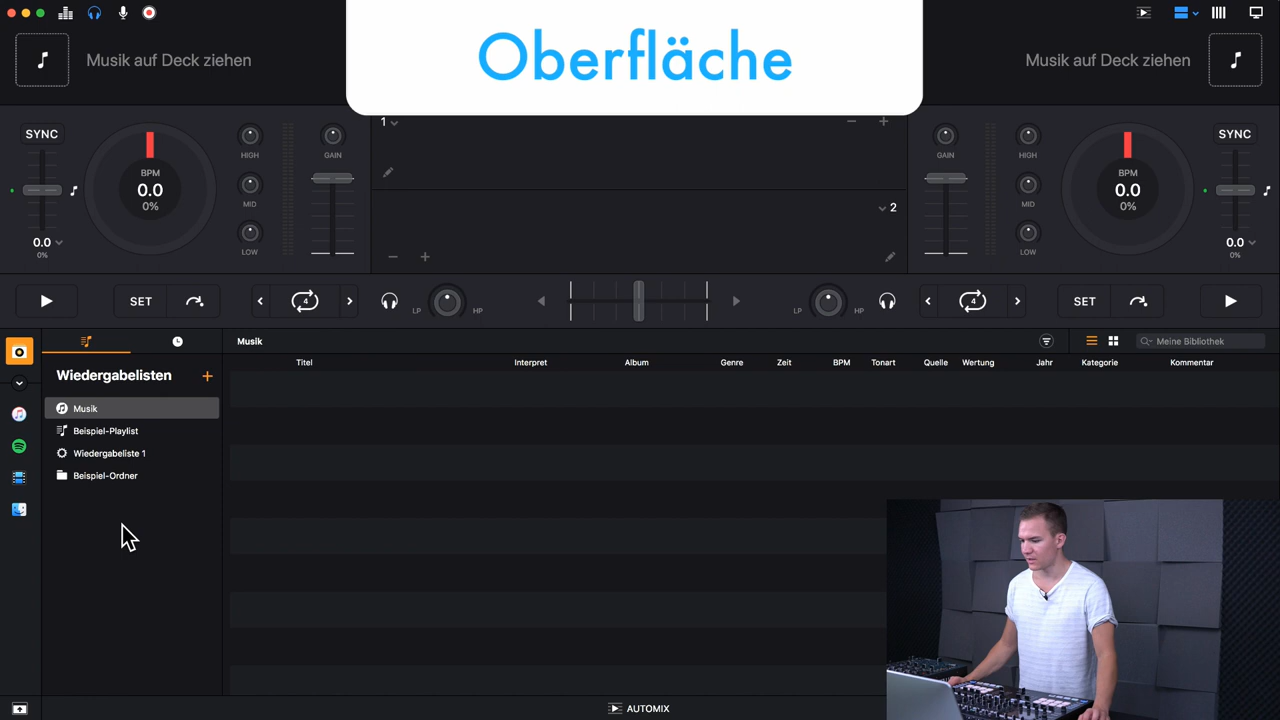 Oberfläche
Musik auf Deck ziehen
Musik auf Deck ziehen
1
2
SYNC
BPM
0.0
0%
0.0
0%
HIGH
MID
LOW
GAIN
GAIN
HIGH
MID
LOW
BPM
0.0
0%
SYNC
0.0
0%
SET
4
LP
HP
LP
HP
4
SET
Musik
Meine Bibliothek
Wiedergabelisten +
Titel Interpret Album Genre Zeit BPM Tonart Quelle Wertung Jahr Kategorie Kommentar
Musik
Beispiel-Playlist
Wiedergabeliste 1
Beispiel-Ordner
AUTOMIX